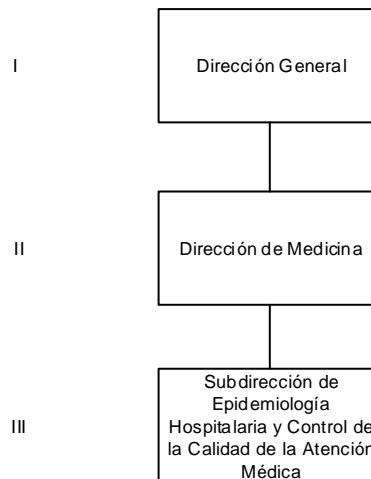 I
Dirección General
II
Dirección de Medicina
III
Subdirección de
Epidemiología
Hospitalaria y Control de
la Calidad de la Atención
Médica